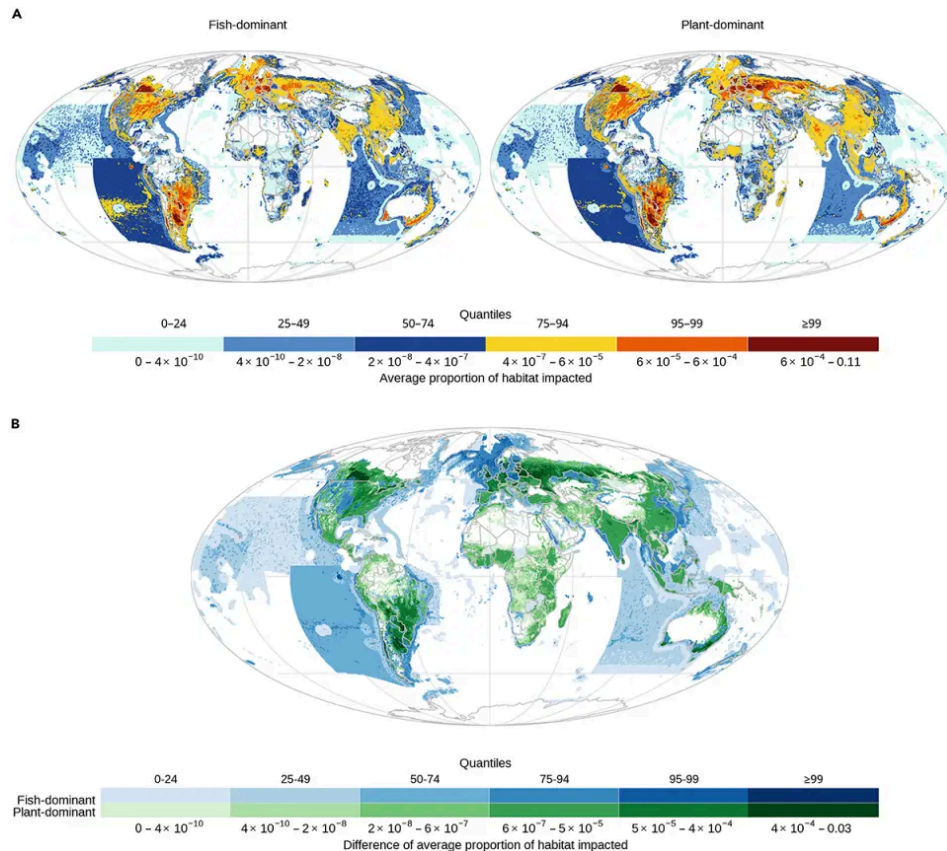 A
Fish-dominant
Plant-dominant
Quantiles
0–24 25–49 50–74 75–94 95–99 ≥99
0 – 4 × 10⁻¹⁰ 4 × 10⁻¹⁰ – 2 × 10⁻⁸ 2 × 10⁻⁸ – 4 × 10⁻⁷ 4 × 10⁻⁷ – 6 × 10⁻⁵ 6 × 10⁻⁵ – 6 × 10⁻⁴ 6 × 10⁻⁴ – 0.11
Average proportion of habitat impacted
B
Quantiles
0-24 25-49 50-74 75-94 95-99 ≥99
Fish-dominant
Plant-dominant
0 – 4 × 10⁻¹⁰ 4 × 10⁻¹⁰ – 2 × 10⁻⁸ 2 × 10⁻⁸ – 6 × 10⁻⁷ 6 × 10⁻⁷ – 5 × 10⁻⁵ 5 × 10⁻⁵ – 4 × 10⁻⁴ 4 × 10⁻⁴ – 0.03
Difference of average proportion of habitat impacted